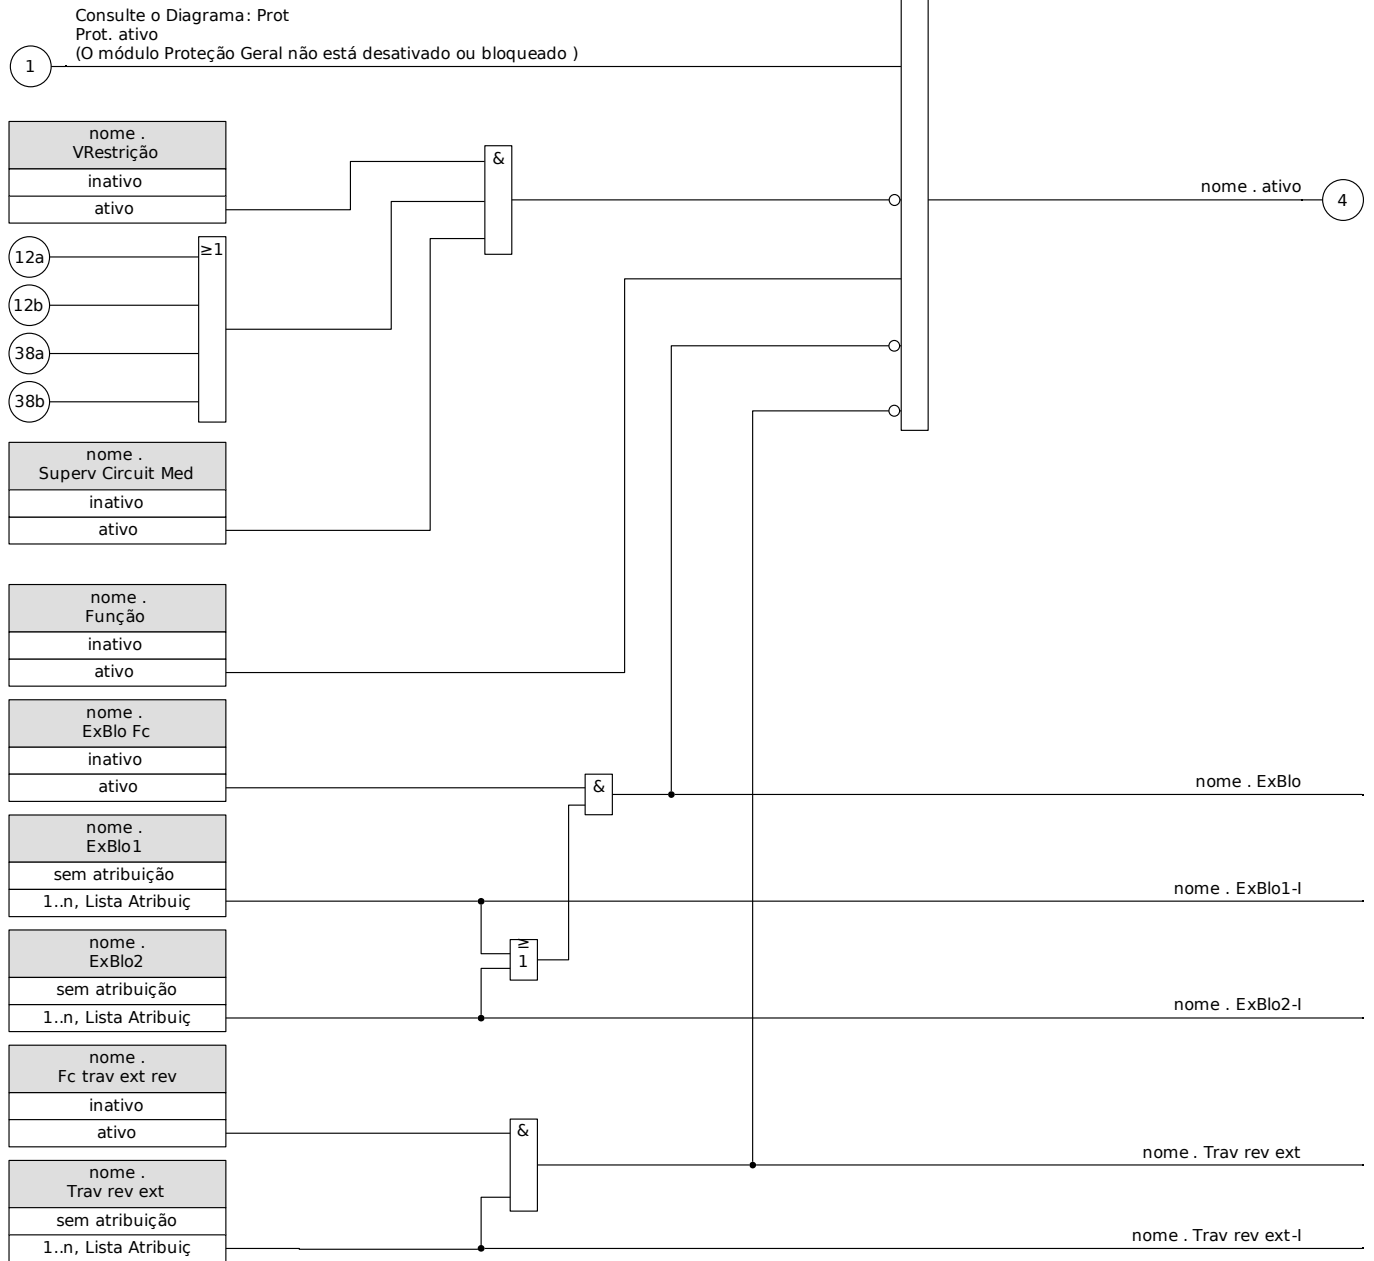 Consulte o Diagrama: Prot
Prot. ativo
(O módulo Proteção Geral não está desativado ou bloqueado )
1
nome .
VRestrição
inativo
ativo
&
nome . ativo
4
12a
≥1
12b
38a
38b
nome .
Superv Circuit Med
inativo
ativo
nome .
Função
inativo
ativo
nome .
ExBlo Fc
inativo
ativo
&
nome . ExBlo
nome .
ExBlo1
sem atribuição
1..n, Lista Atribuiç
nome . ExBlo1-I
nome .
ExBlo2
sem atribuição
1..n, Lista Atribuiç
≥
1
nome . ExBlo2-I
nome .
Fc trav ext rev
inativo
ativo
&
nome . Trav rev ext
nome .
Trav rev ext
sem atribuição
1..n, Lista Atribuiç
nome . Trav rev ext-I